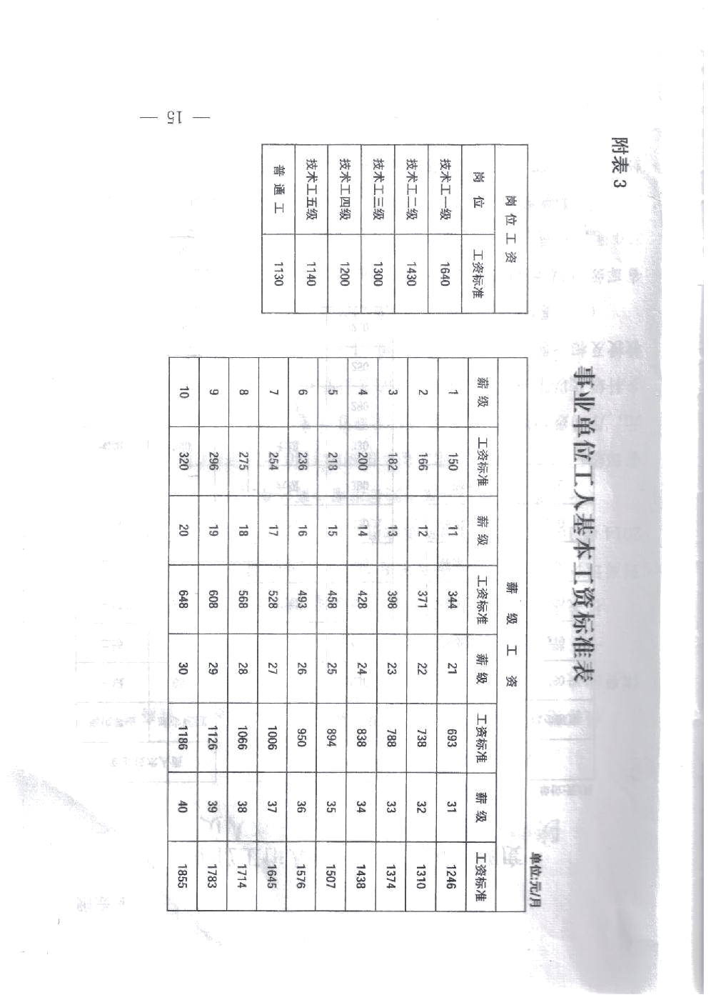 附表 3
事业单位工人基本工资标准表
单位:元/月
岗 位 工 资
岗 位 工资标准
技术工一级 1640
技术工二级 1430
技术工三级 1300
技术工四级 1200
技术工五级 1140
普 通 工 1130
薪 级 工 资
薪 级 工资标准 薪 级 工资标准 薪 级 工资标准 薪 级 工资标准
1 150 11 344 21 693 31 1246
2 166 12 371 22 738 32 1310
3 182 13 398 23 788 33 1374
4 200 14 428 24 838 34 1438
5 218 15 458 25 894 35 1507
6 236 16 493 26 950 36 1576
7 254 17 528 27 1006 37 1645
8 275 18 568 28 1066 38 1714
9 296 19 608 29 1126 39 1783
10 320 20 648 30 1186 40 1855
— 15 —